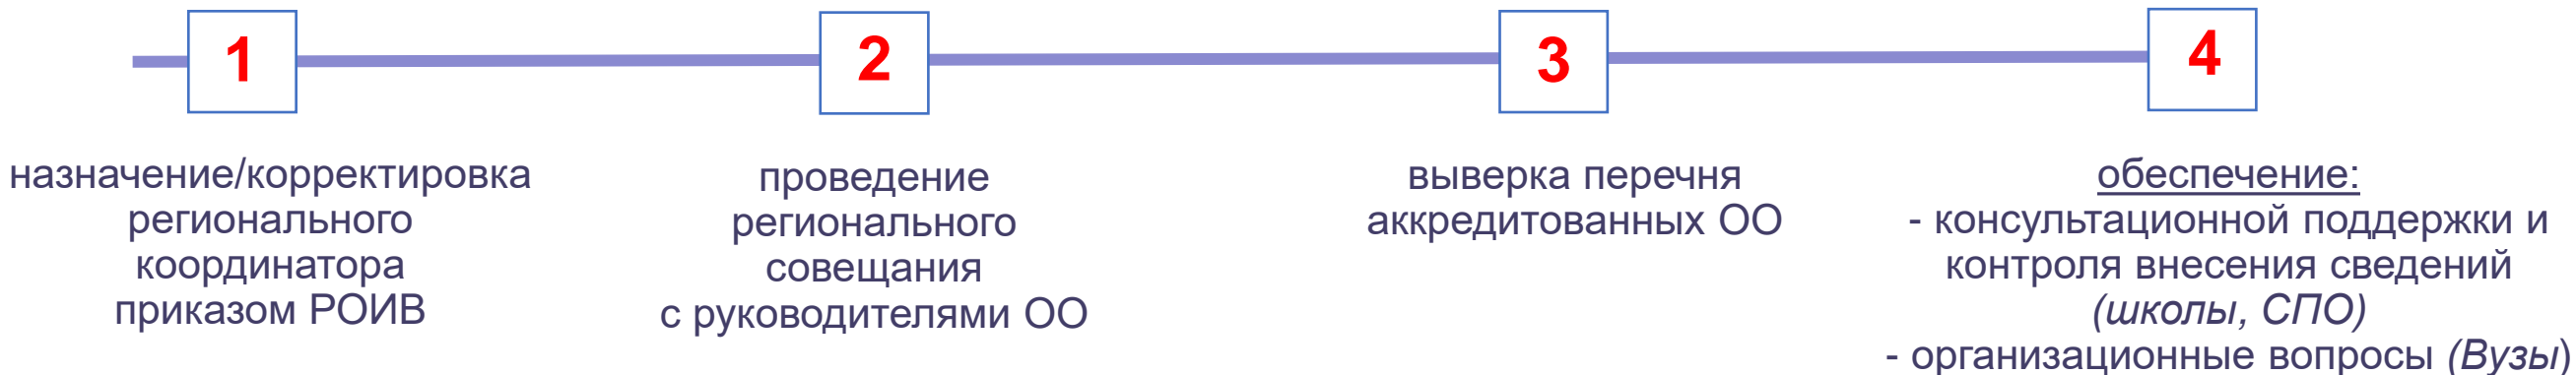 1
назначение/корректировка
регионального
координатора
приказом РОИВ
2
проведение
регионального
совещания
с руководителями ОО
3
выверка перечня
аккредитованных ОО
4
обеспечение:
- консультационной поддержки и
контроля внесения сведений
(школы, СПО)
- организационные вопросы (Вузы)